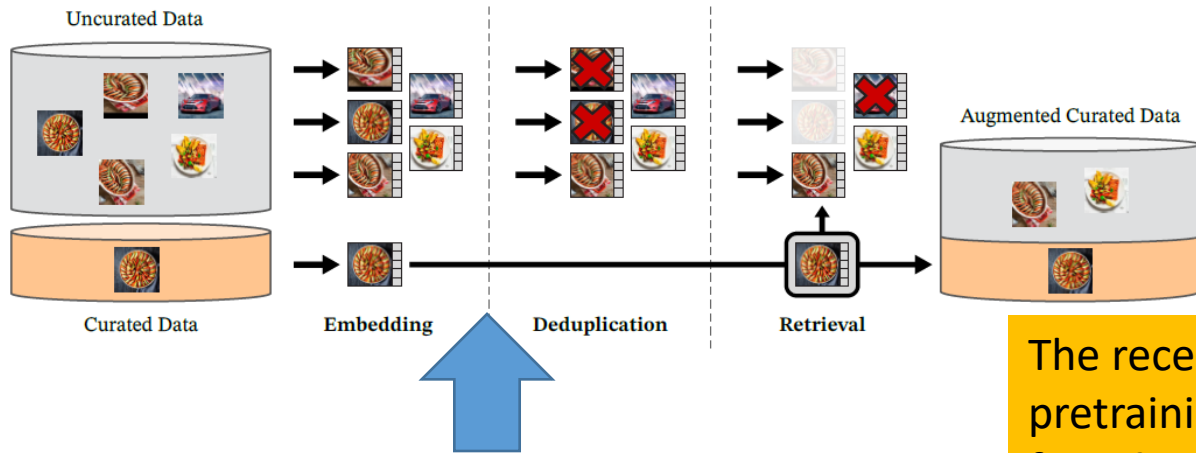 Uncurated Data
Augmented Curated Data
Curated Data
Embedding
Deduplication
Retrieval
The rece
pretraini